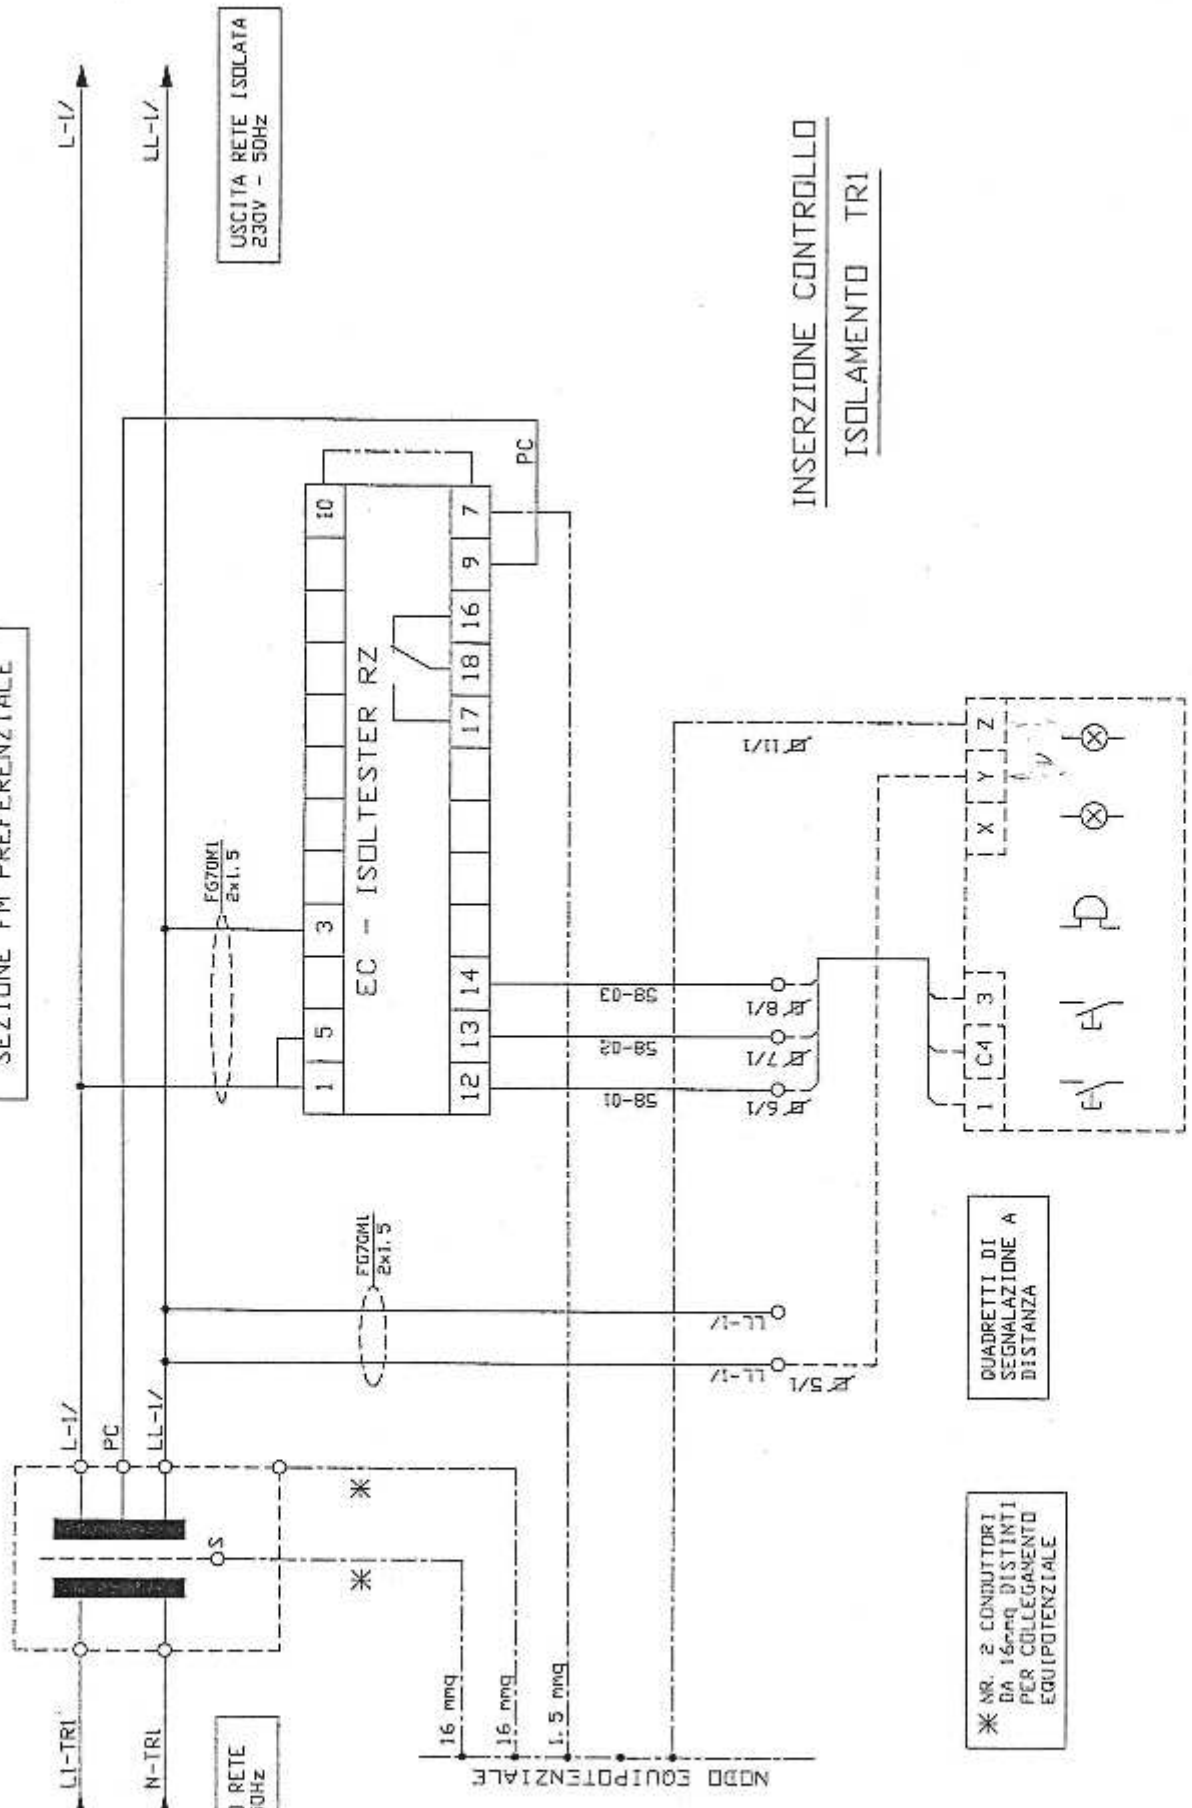 L-1/
LL-1/
USCITA RETE ISOLATA
230V - 50Hz
INSERZIONE CONTROLLO
ISOLAMENTO TR1
SEZIONE FM PREFERENZIALE
FG7OM1
2x1.5
PC
10
3
5
1
EC - ISOLTESTER RZ
7
9
16
18
17
14
13
12
58-03
58-02
58-01
8/1
7/1
6/1
11/1
Z
Y
X
3
C4
1
FG7OM1
2x1.5
LL-1/
LL-1/
5/1
QUADRETTI DI
SEGNALAZIONE A
DISTANZA
L-1/
PC
LL-1/
S
L1-TR1
N-TR1
RETE
16 mmq
16 mmq
1.5 mmq
NODO EQUIPOTENZIALE
* NR. 2 CONDUTTORI
DA 16mmq DISTINTI
PER COLLEGAMENTO
EQUIPOTENZIALE